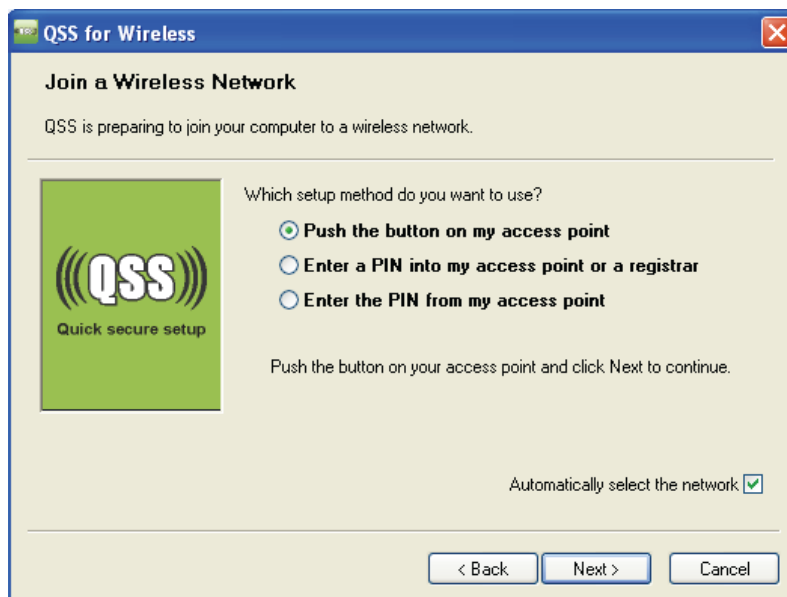 QSS for Wireless
Join a Wireless Network
QSS is preparing to join your computer to a wireless network.
Which setup method do you want to use?
Push the button on my access point
Enter a PIN into my access point or a registrar
Enter the PIN from my access point
(((QSS)))
Quick secure setup
Push the button on your access point and click Next to continue.
Automatically select the network
< Back
Next >
Cancel